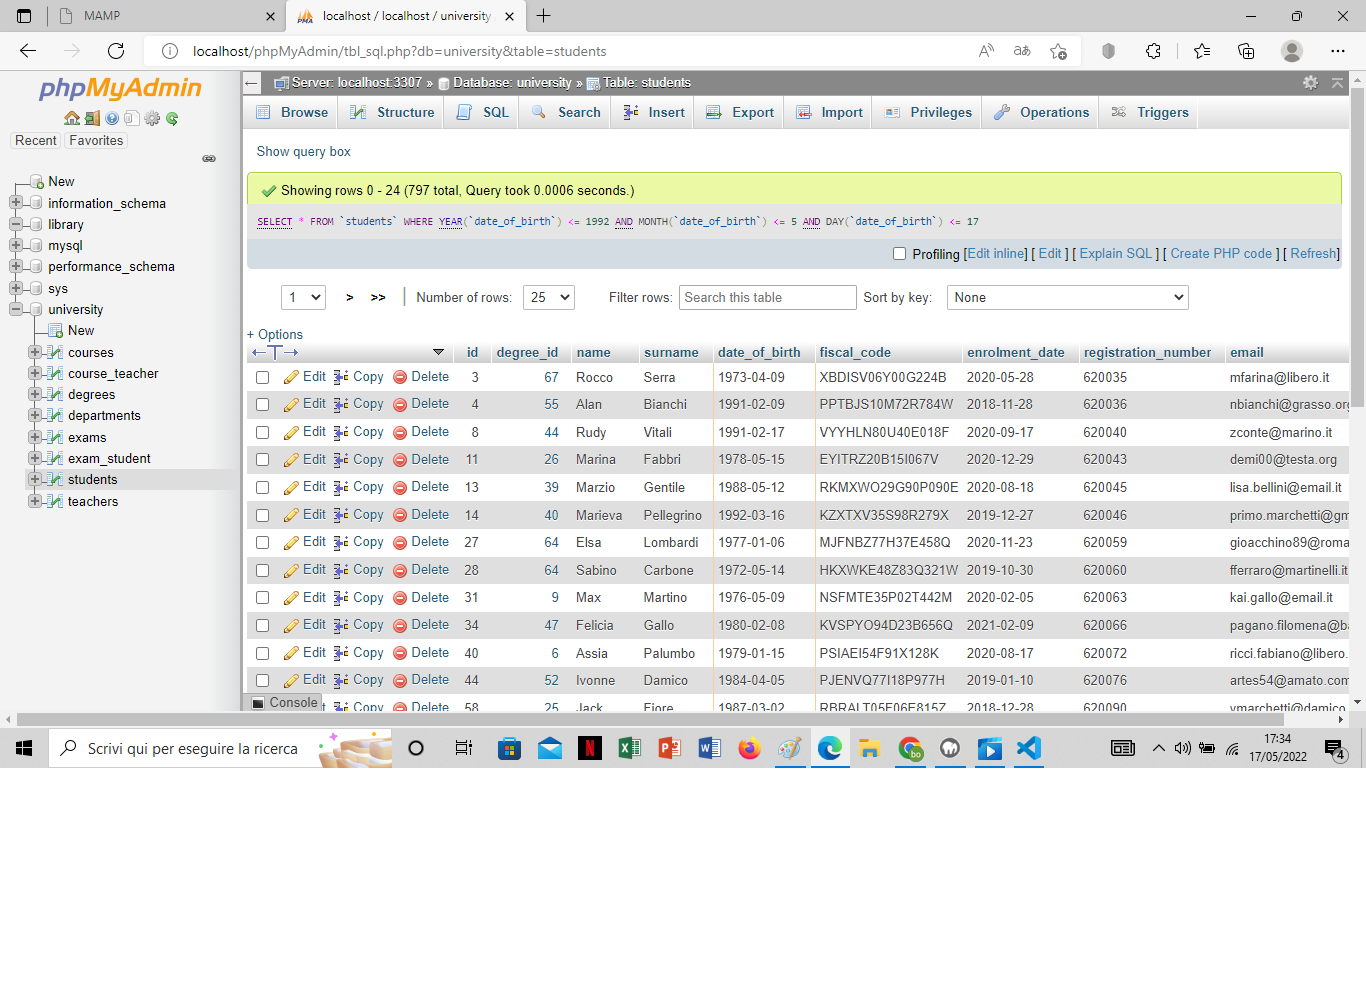 MAMP
localhost / localhost / university
localhost/phpMyAdmin/tbl_sql.php?db=university&table=students
phpMyAdmin
Recent Favorites
New
information_schema
library
mysql
performance_schema
sys
university
New
courses
course_teacher
degrees
departments
exams
exam_student
students
teachers
Server: localhost:3307 » Database: university » Table: students
Browse Structure SQL Search Insert Export Import Privileges Operations Triggers
Show query box
Showing rows 0 - 24 (797 total, Query took 0.0006 seconds.)
SELECT * FROM `students` WHERE YEAR(`date_of_birth`) <= 1992 AND MONTH(`date_of_birth`) <= 5 AND DAY(`date_of_birth`) <= 17
Profiling [Edit inline] [ Edit ] [ Explain SQL ] [ Create PHP code ] [ Refresh]
1 > >> Number of rows: 25 Filter rows: Search this table Sort by key: None
+ Options
id degree_id name surname date_of_birth fiscal_code enrolment_date registration_number email
Edit Copy Delete 3 67 Rocco Serra 1973-04-09 XBDISV06Y00G224B 2020-05-28 620035 mfarina@libero.it
Edit Copy Delete 4 55 Alan Bianchi 1991-02-09 PPTBJS10M72R784W 2018-11-28 620036 nbianchi@grasso.org
Edit Copy Delete 8 44 Rudy Vitali 1991-02-17 VYYHLN80U40E018F 2020-09-17 620040 zconte@marino.it
Edit Copy Delete 11 26 Marina Fabbri 1978-05-15 EYITRZ20B15I067V 2020-12-29 620043 demi00@testa.org
Edit Copy Delete 13 39 Marzio Gentile 1988-05-12 RKMXWO29G90P090E 2020-08-18 620045 lisa.bellini@email.it
Edit Copy Delete 14 40 Marieva Pellegrino 1992-03-16 KZXTXV35S98R279X 2019-12-27 620046 primo.marchetti@gm
Edit Copy Delete 27 64 Elsa Lombardi 1977-01-06 MJFNBZ77H37E458Q 2020-11-23 620059 gioacchino89@roma
Edit Copy Delete 28 64 Sabino Carbone 1972-05-14 HKXWKE48Z83Q321W 2019-10-30 620060 fferraro@martinelli.it
Edit Copy Delete 31 9 Max Martino 1976-05-09 NSFMTE35P02T442M 2020-02-05 620063 kai.gallo@email.it
Edit Copy Delete 34 47 Felicia Gallo 1980-02-08 KVSPYO94D23B656Q 2021-02-09 620066 pagano.filomena@ba
Edit Copy Delete 40 6 Assia Palumbo 1979-01-15 PSIAEI54F91X128K 2020-08-17 620072 ricci.fabiano@libero.
Edit Copy Delete 44 52 Ivonne Damico 1984-04-05 PJENVQ77I18P977H 2019-01-10 620076 artes54@amato.com
Copy Delete 58 25 Jack Fiore 1987-03-02 RBRALT05E06E815Z 2018-12-28 620090 vmarchetti@damico
Console
Scrivi qui per eseguire la ricerca
17:34
17/05/2022
4